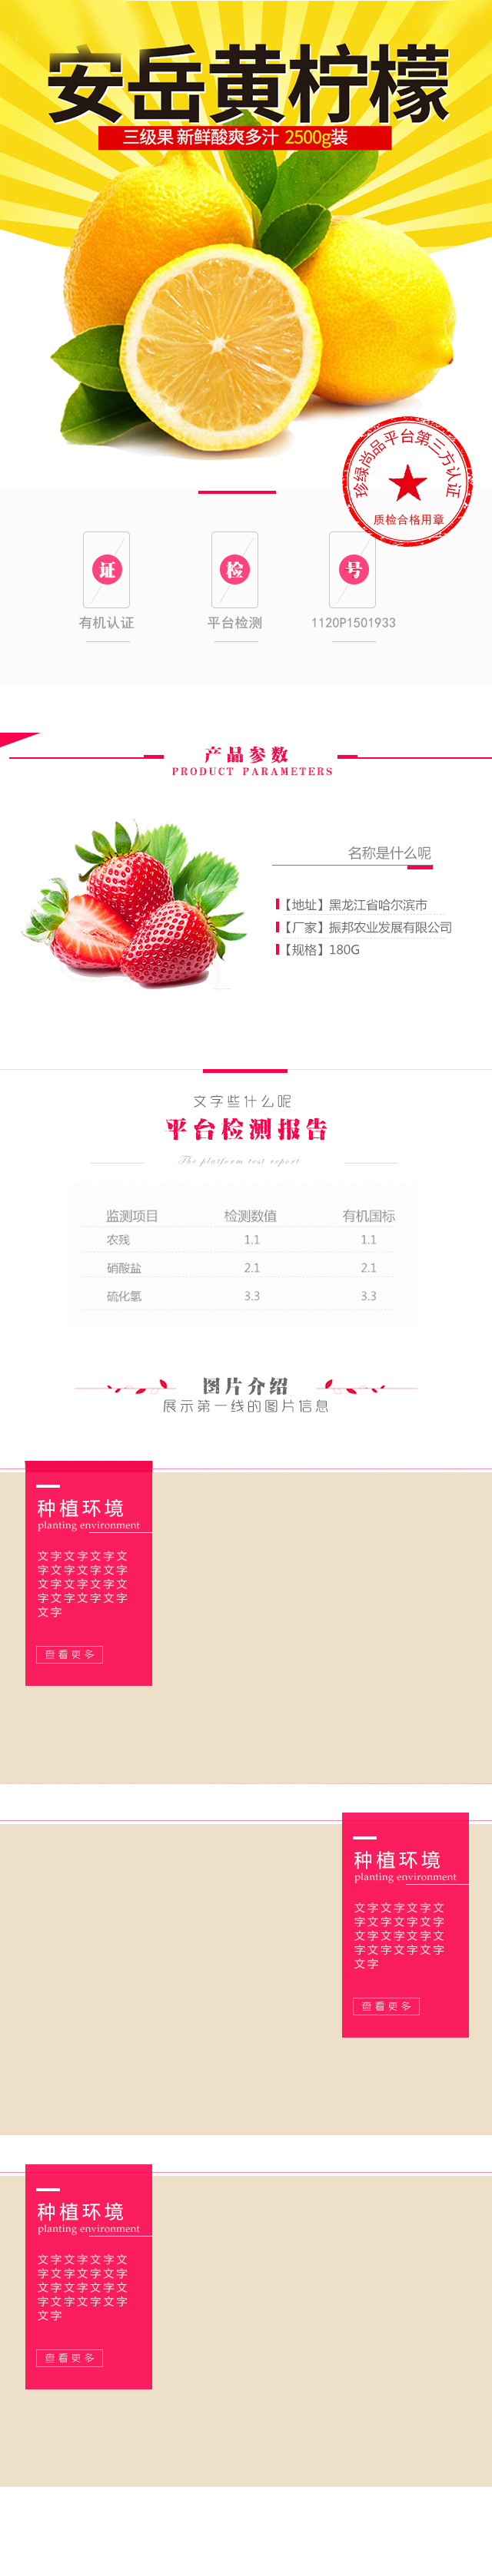 安岳黄柠檬
三级果 新鲜酸爽多汁 2500g装
珍绿尚品平台第三方认证
质检合格用章
证
检
号
有机认证
平台检测
1120P1501933
产品参数
PRODUCT PARAMETERS
名称是什么呢
【地址】黑龙江省哈尔滨市
【厂家】振邦农业发展有限公司
【规格】180G
文字些什么呢
平台检测报告
The platform test report
监测项目 检测数值 有机国标
农残 1.1 1.1
硝酸盐 2.1 2.1
硫化氯 3.3 3.3
图片介绍
展示第一线的图片信息
种植环境
planting environment
文字文字文字文
字文字文字文字
文字文字文字文
字文字文字文字
文字
查看更多
种植环境
planting environment
文字文字文字文
字文字文字文字
文字文字文字文
字文字文字文字
文字
查看更多
种植环境
planting environment
文字文字文字文
字文字文字文字
文字文字文字文
字文字文字文字
文字
查看更多